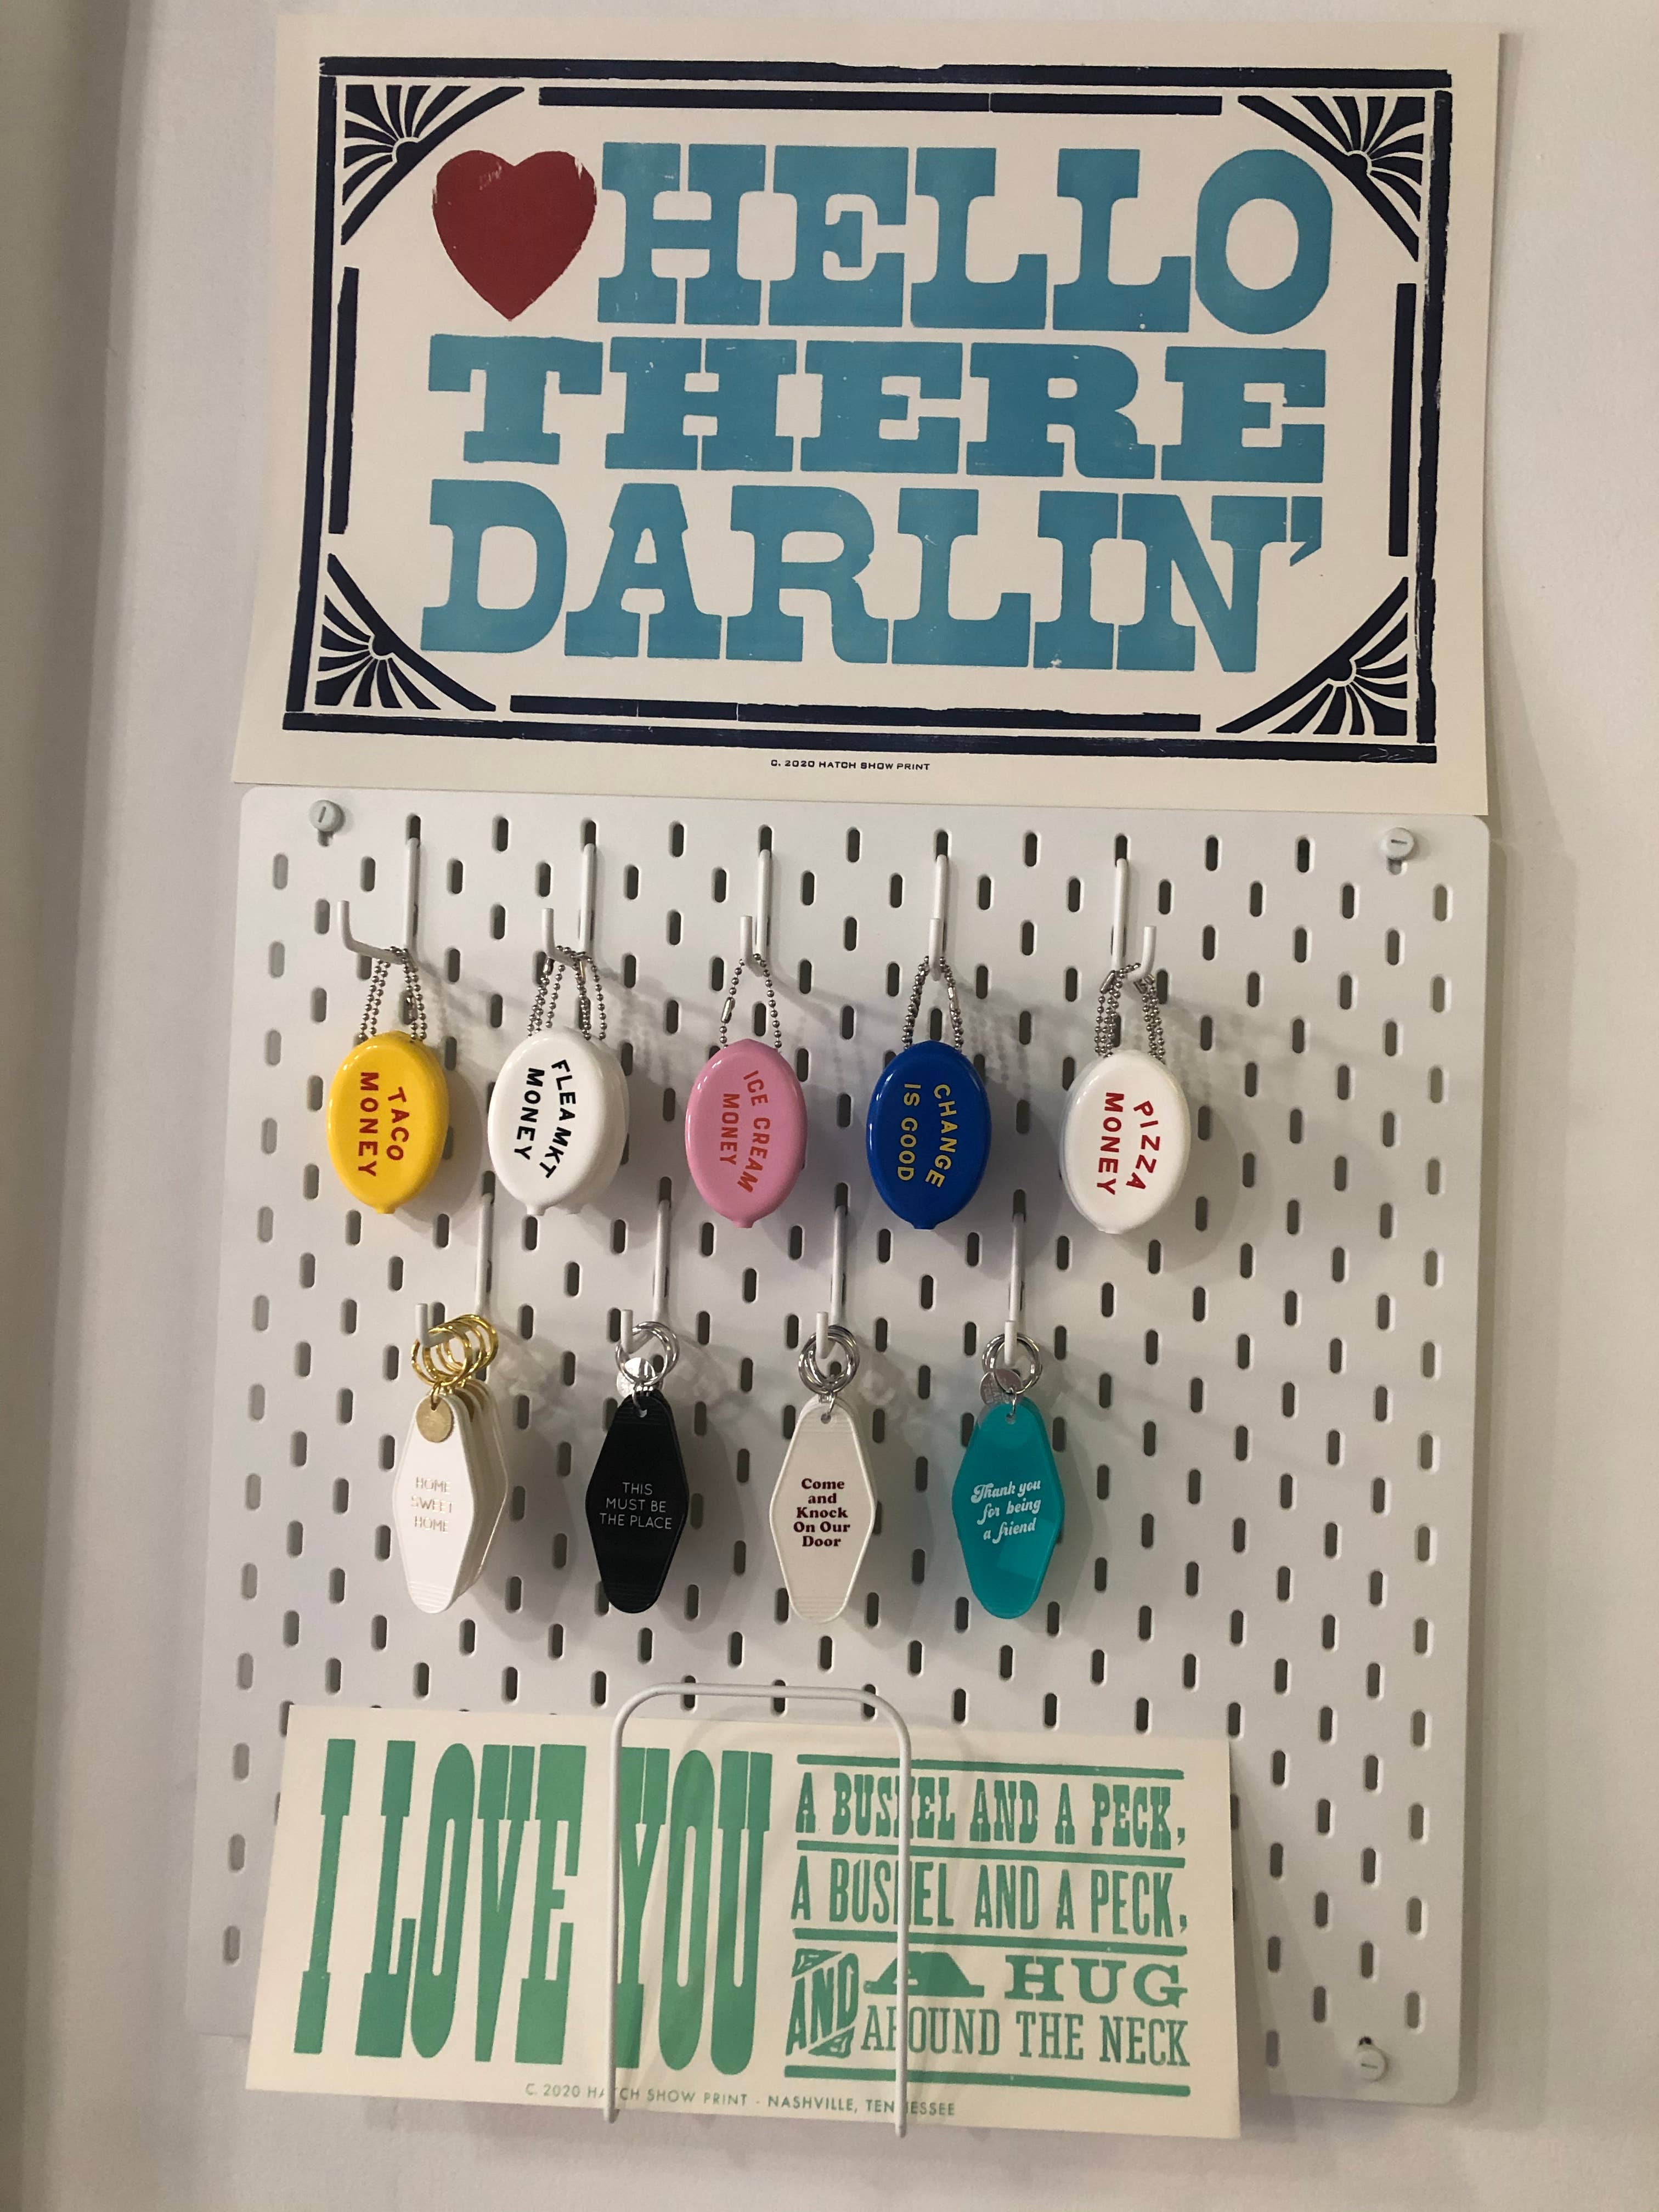 HELLO
THERE
DARLIN'
C. 2020 HATCH SHOW PRINT
TACO
MONEY
FLEA MKT
MONEY
ICE CREAM
MONEY
CHANGE
IS GOOD
PIZZA
MONEY
HOME
SWEET
HOME
THIS
MUST BE
THE PLACE
Come
and
Knock
On Our
Door
Thank you
for being
a friend
I LOVE YOU
A BUSHEL AND A PECK,
A BUSHEL AND A PECK,
AND A HUG
AROUND THE NECK
C. 2020 HATCH SHOW PRINT - NASHVILLE, TENNESSEE